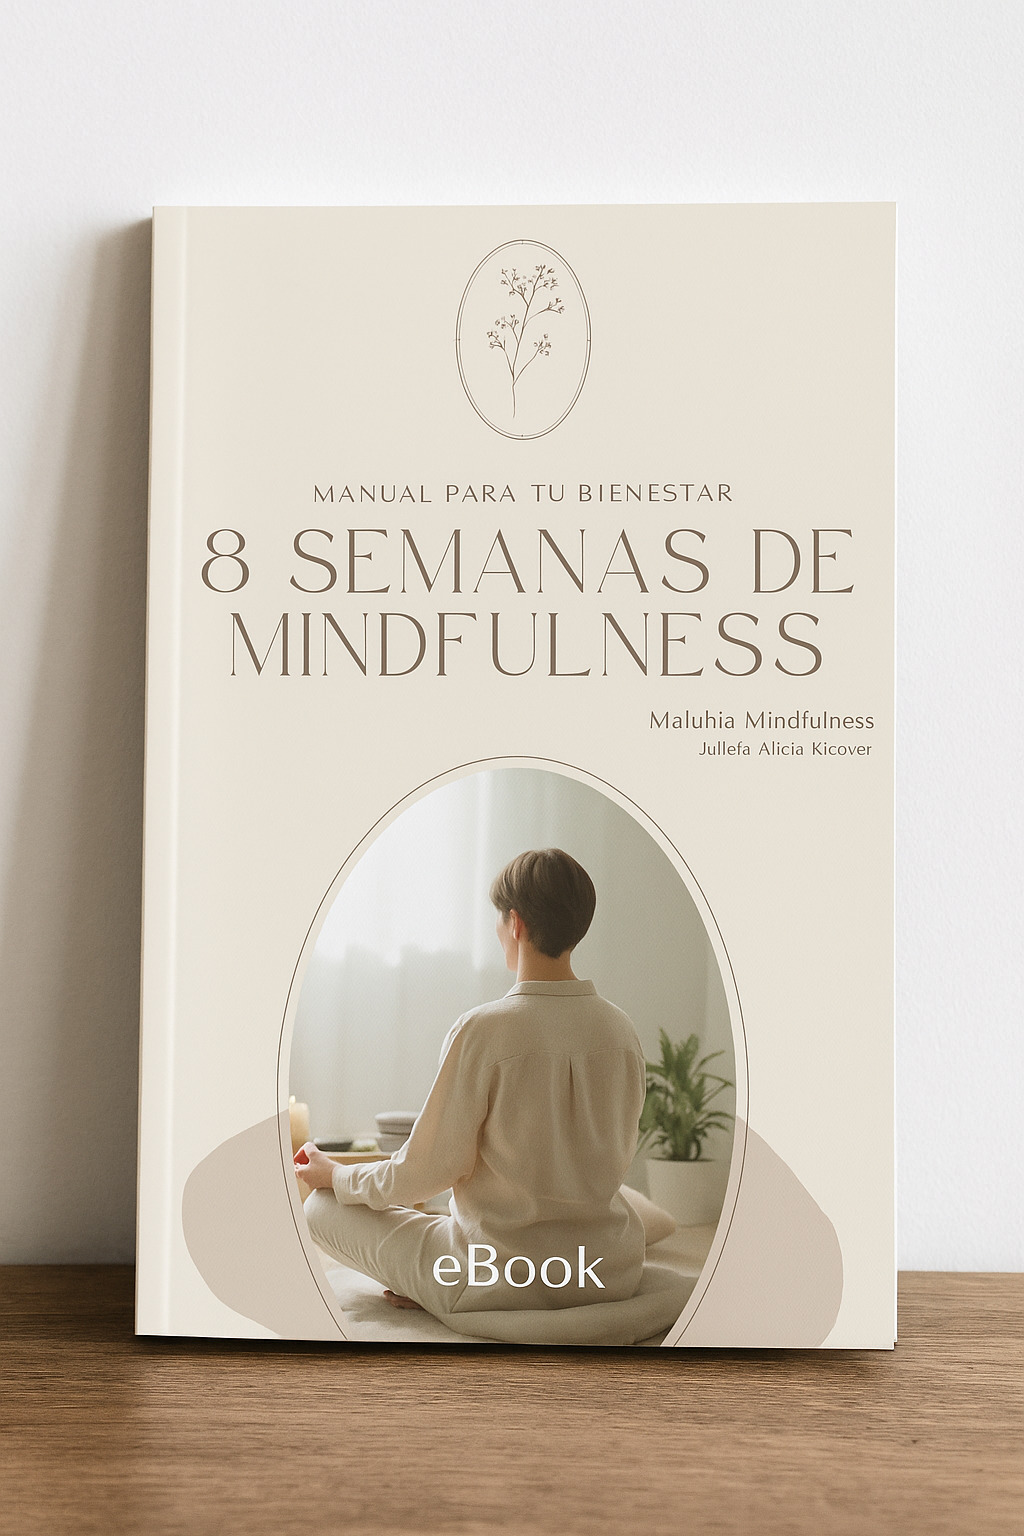 MANUAL PARA TU BIENESTAR
8 SEMANAS DE
MINDFULNESS
Maluhia Mindfulness
Jullefa Alicia Kicover
eBook